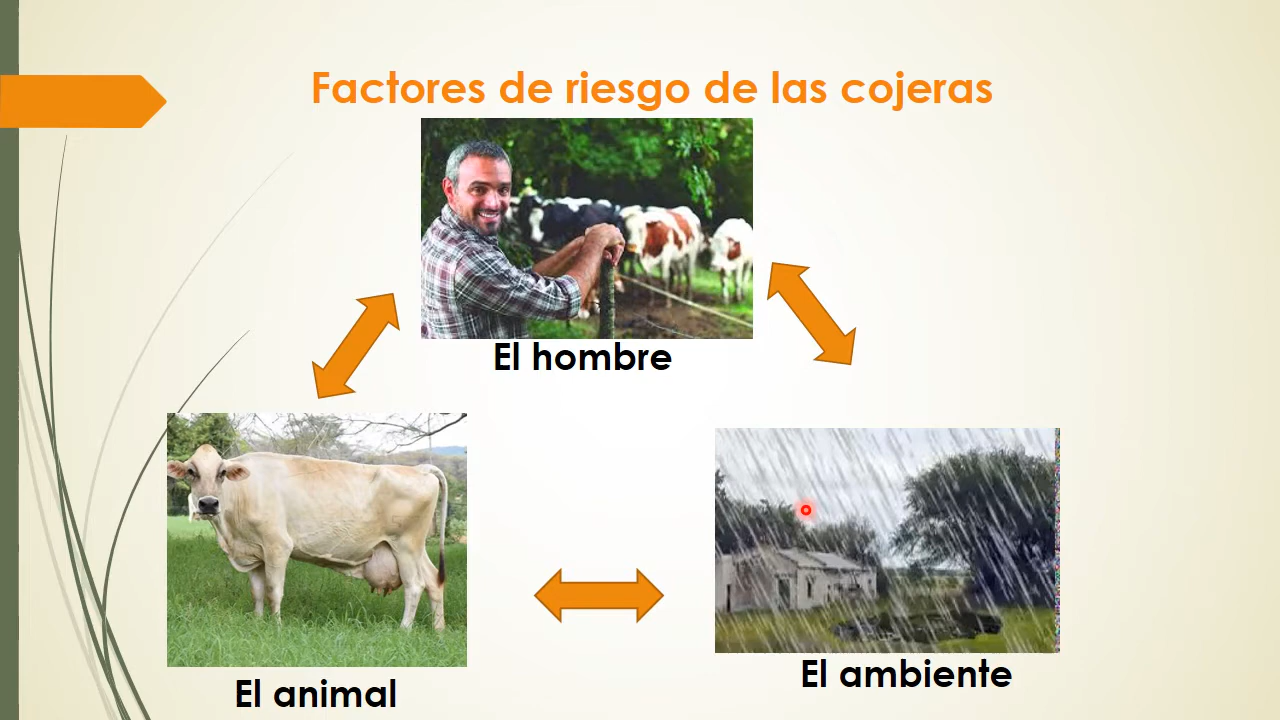 Factores de riesgo de las cojeras
El hombre
El animal
El ambiente